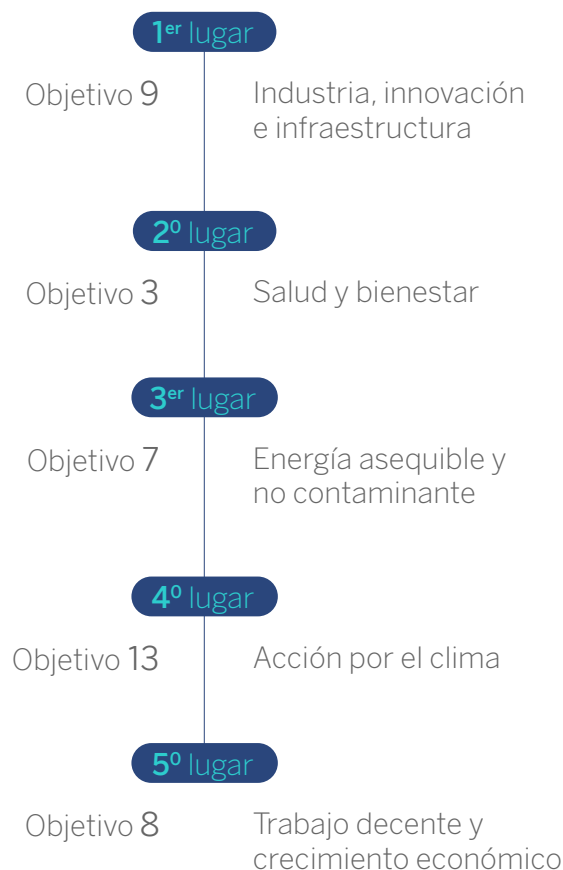 1er lugar
Objetivo 9
Industria, innovación
e infraestructura
2º lugar
Objetivo 3
Salud y bienestar
3er lugar
Objetivo 7
Energía asequible y
no contaminante
4º lugar
Objetivo 13
Acción por el clima
5º lugar
Objetivo 8
Trabajo decente y
crecimiento económico